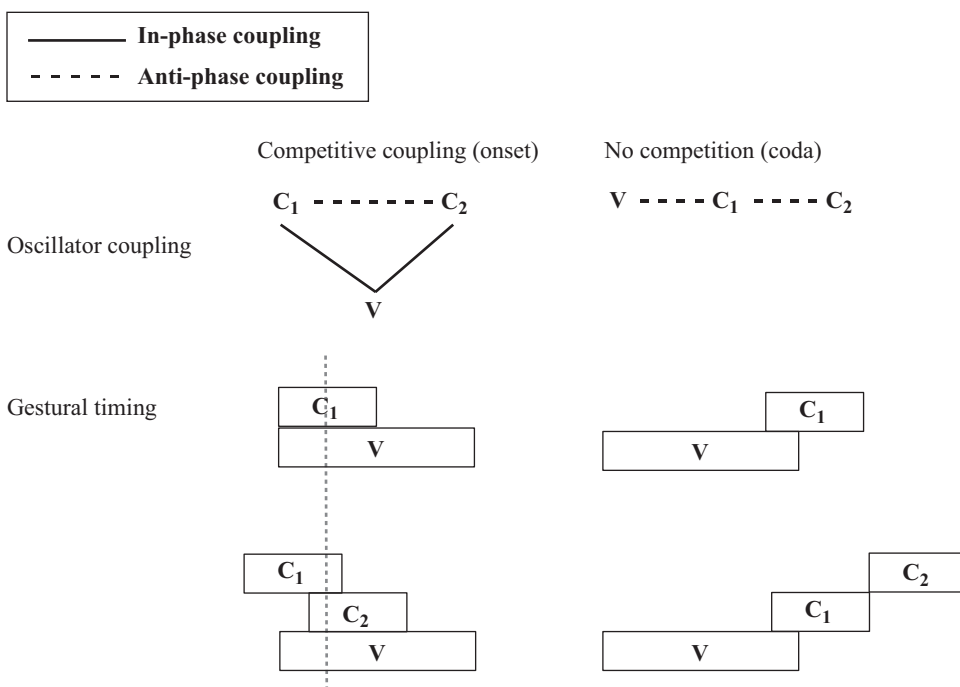 In-phase coupling
Anti-phase coupling
Competitive coupling (onset)
No competition (coda)
C₁ C₂
V C₁ C₂
Oscillator coupling
V
Gestural timing
C₁
V
C₁
V
C₁
C₂
V
C₂
C₁
V